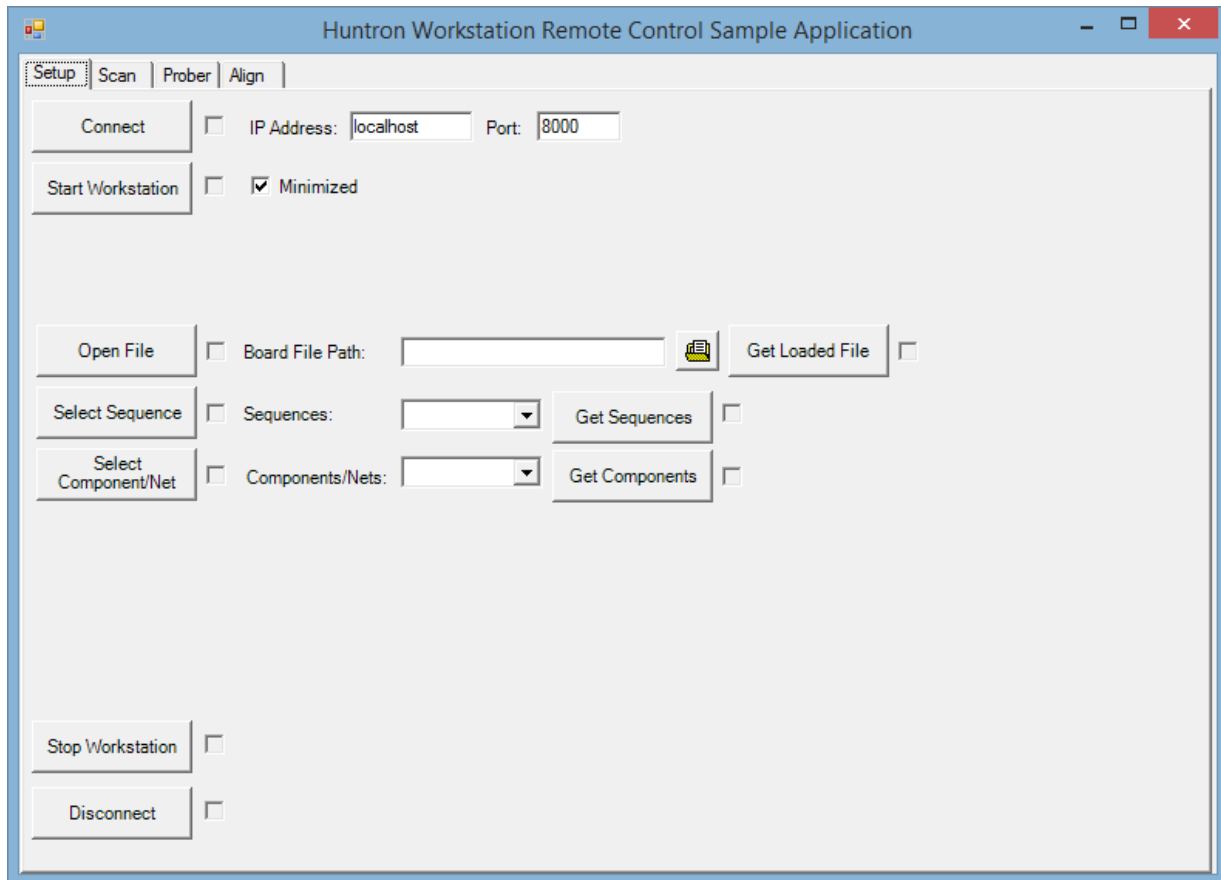 Huntron Workstation Remote Control Sample Application
Setup Scan Prober Align
Connect IP Address: localhost Port: 8000
Start Workstation Minimized
Open File Board File Path: Get Loaded File
Select Sequence Sequences: Get Sequences
Select
Component/Net Components/Nets: Get Components
Stop Workstation
Disconnect